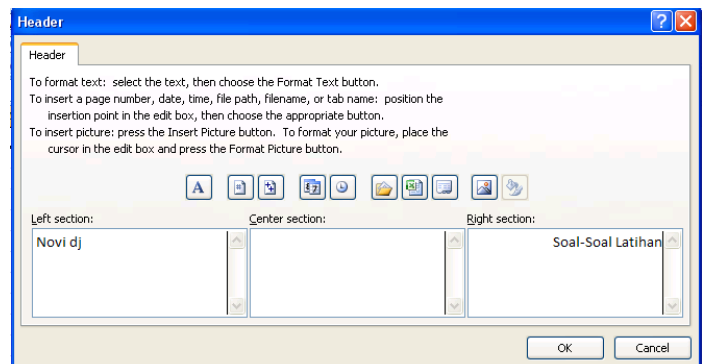 Header
Header
To format text: select the text, then choose the Format Text button.
To insert a page number, date, time, file path, filename, or tab name: position the
insertion point in the edit box, then choose the appropriate button.
To insert picture: press the Insert Picture button. To format your picture, place the
cursor in the edit box and press the Format Picture button.
A
Left section: Center section: Right section:
Novi dj Soal-Soal Latihan
OK Cancel